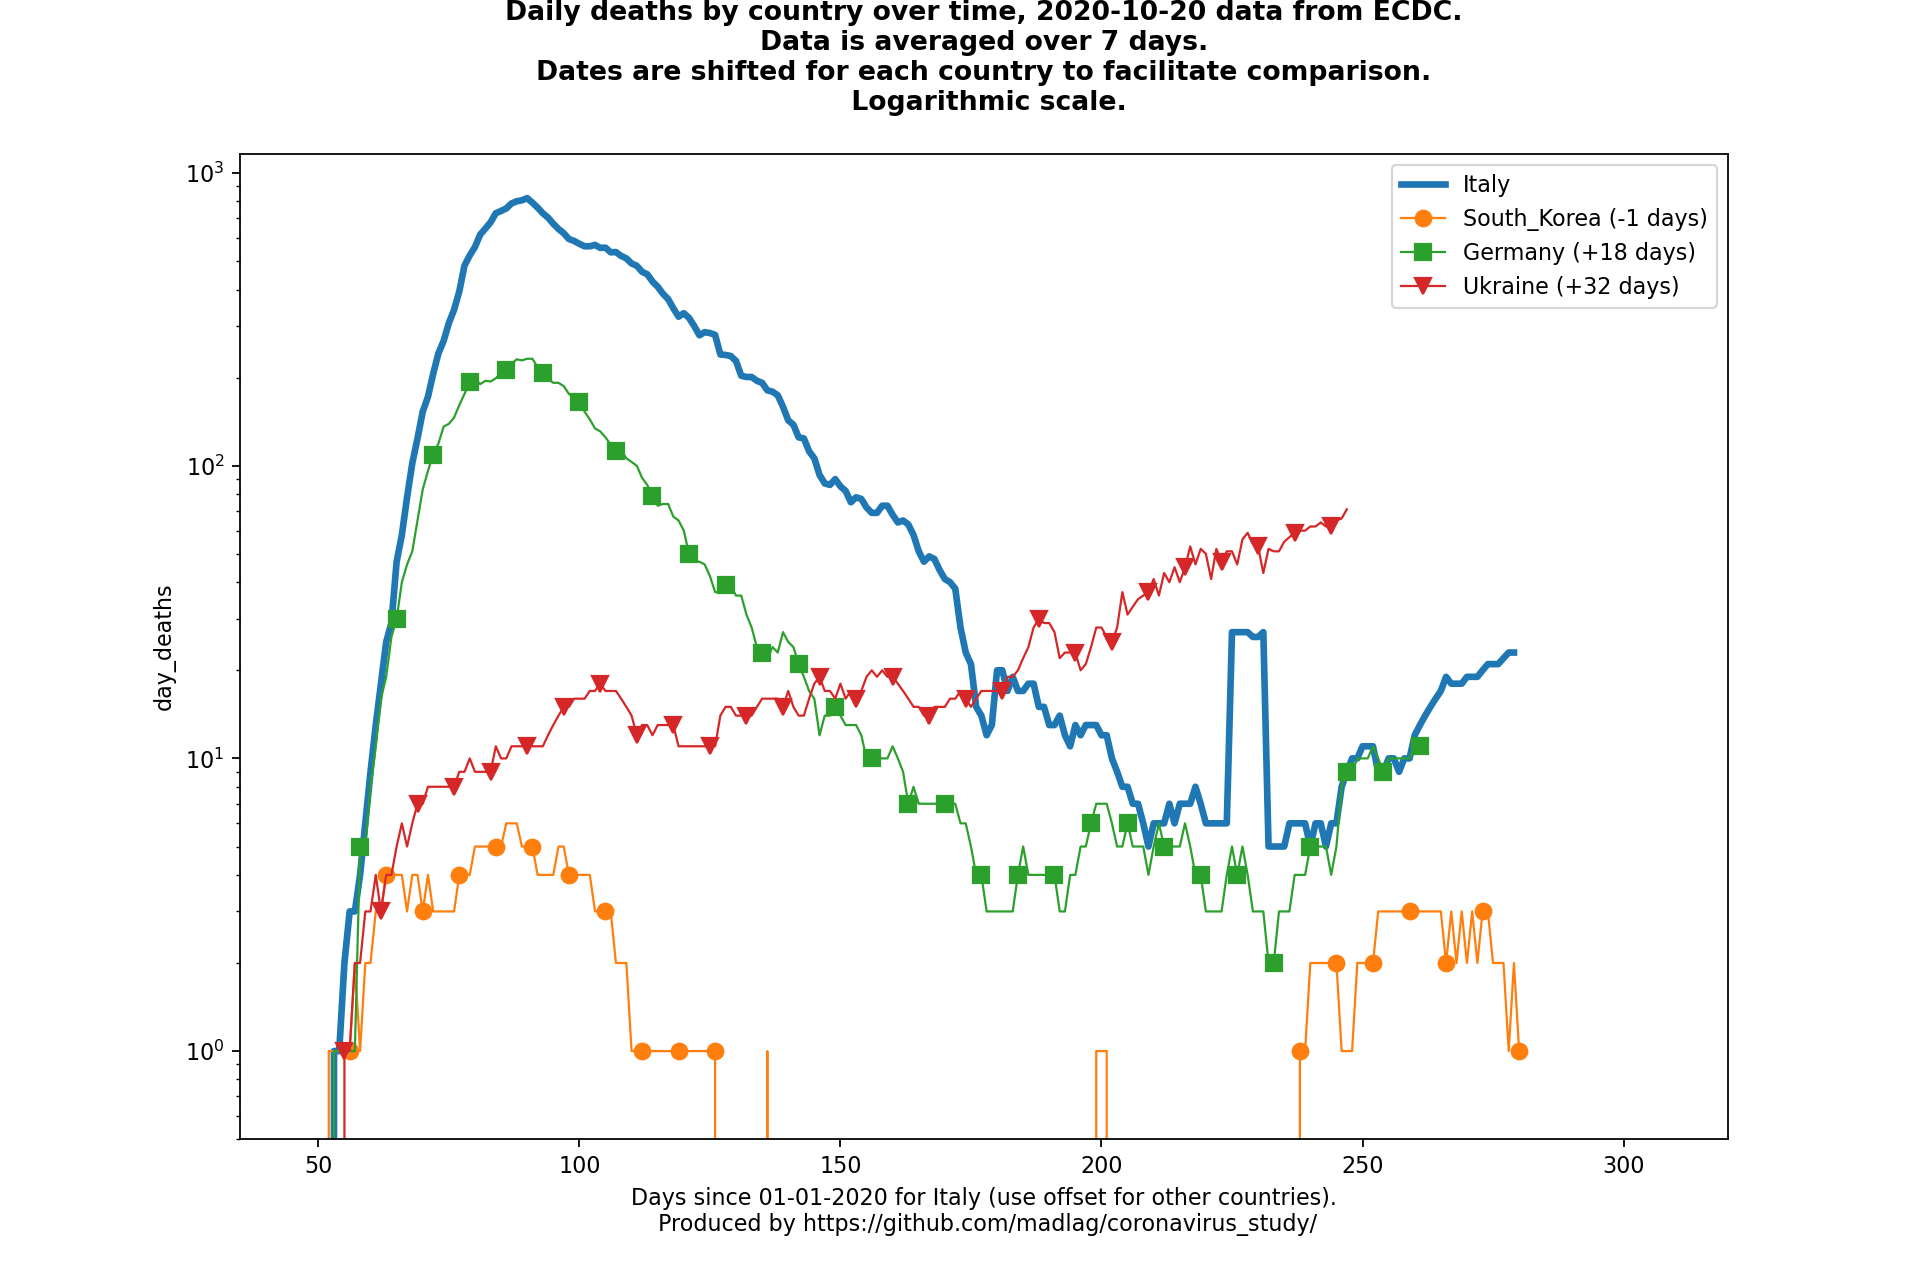 Daily deaths by country over time, 2020-10-20 data from ECDC.
Data is averaged over 7 days.
Dates are shifted for each country to facilitate comparison.
Logarithmic scale.
10³
10²
10¹
10⁰
day_deaths
Italy
South_Korea (-1 days)
Germany (+18 days)
Ukraine (+32 days)
50 100 150 200 250 300
Days since 01-01-2020 for Italy (use offset for other countries).
Produced by https://github.com/madlag/coronavirus_study/